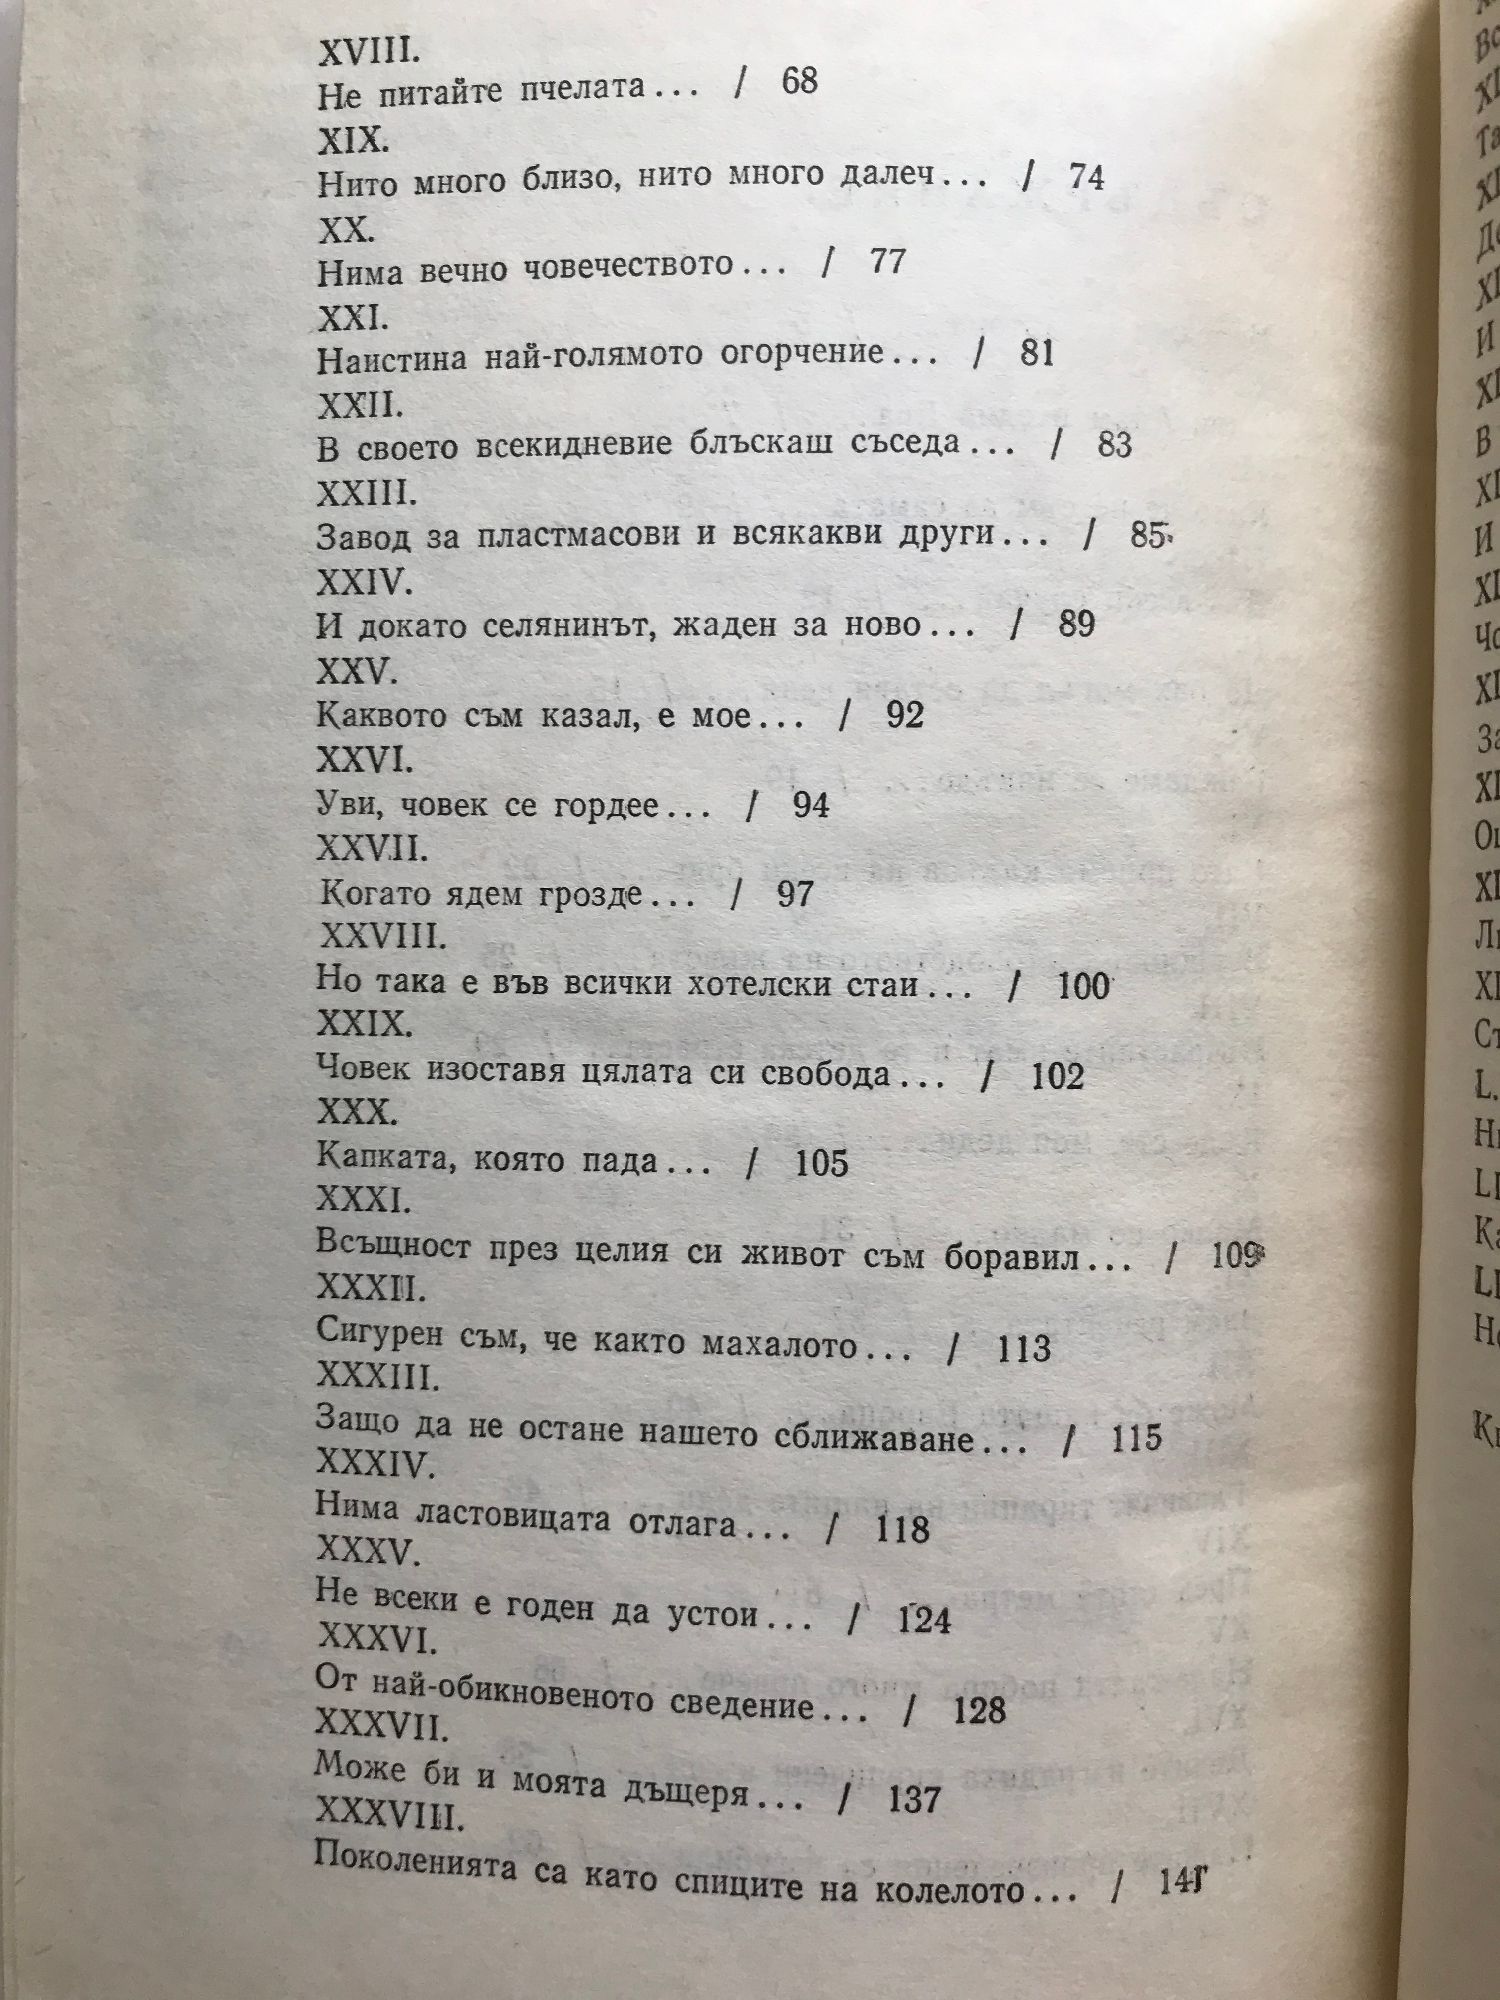 XVIII.
Не питайте пчелата... / 68
XIX.
Нито много близо, нито много далеч... / 74
XX.
Нима вечно човечеството... / 77
XXI.
Наистина най-голямото огорчение... / 81
XXII.
В своето всекидневие блъскаш съседа... / 83
XXIII.
Завод за пластмасови и всякакви други... / 85
XXIV.
И докато селянинът, жаден за ново... / 89
XXV.
Каквото съм казал, е мое... / 92
XXVI.
Уви, човек се гордее... / 94
XXVII.
Когато ядем грозде... / 97
XXVIII.
Но така е във всички хотелски стаи... / 100
XXIX.
Човек изоставя цялата си свобода... / 102
XXX.
Капката, която пада... / 105
XXXI.
Всъщност през целия си живот съм боравил... / 109
XXXII.
Сигурен съм, че както махалото... / 113
XXXIII.
Защо да не остане нашето сближаване... / 115
XXXIV.
Нима ластовицата отлага... / 118
XXXV.
Не всеки е годен да устои... / 124
XXXVI.
От най-обикновеното сведение... / 128
XXXVII.
Може би и моята дъщеря... / 137
XXXVIII.
Поколенията са като спиците на колелото... / 141